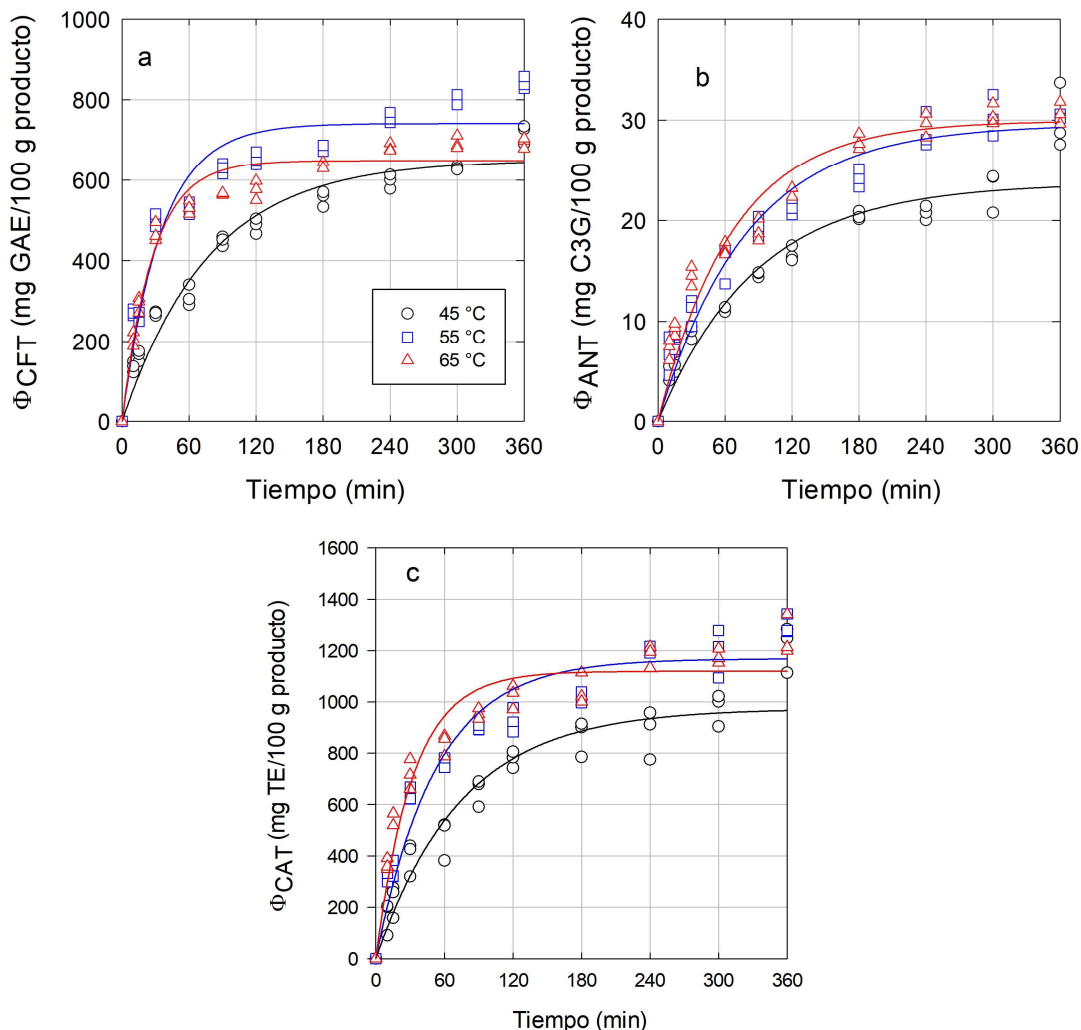 a
ΦCFT (mg GAE/100 g producto)
1000
800
600
400
200
0
45 °C
55 °C
65 °C
0 60 120 180 240 300 360
Tiempo (min)
b
ΦANT (mg C3G/100 g producto)
40
30
20
10
0
0 60 120 180 240 300 360
Tiempo (min)
c
ΦCAT (mg TE/100 g producto)
1600
1400
1200
1000
800
600
400
200
0
0 60 120 180 240 300 360
Tiempo (min)